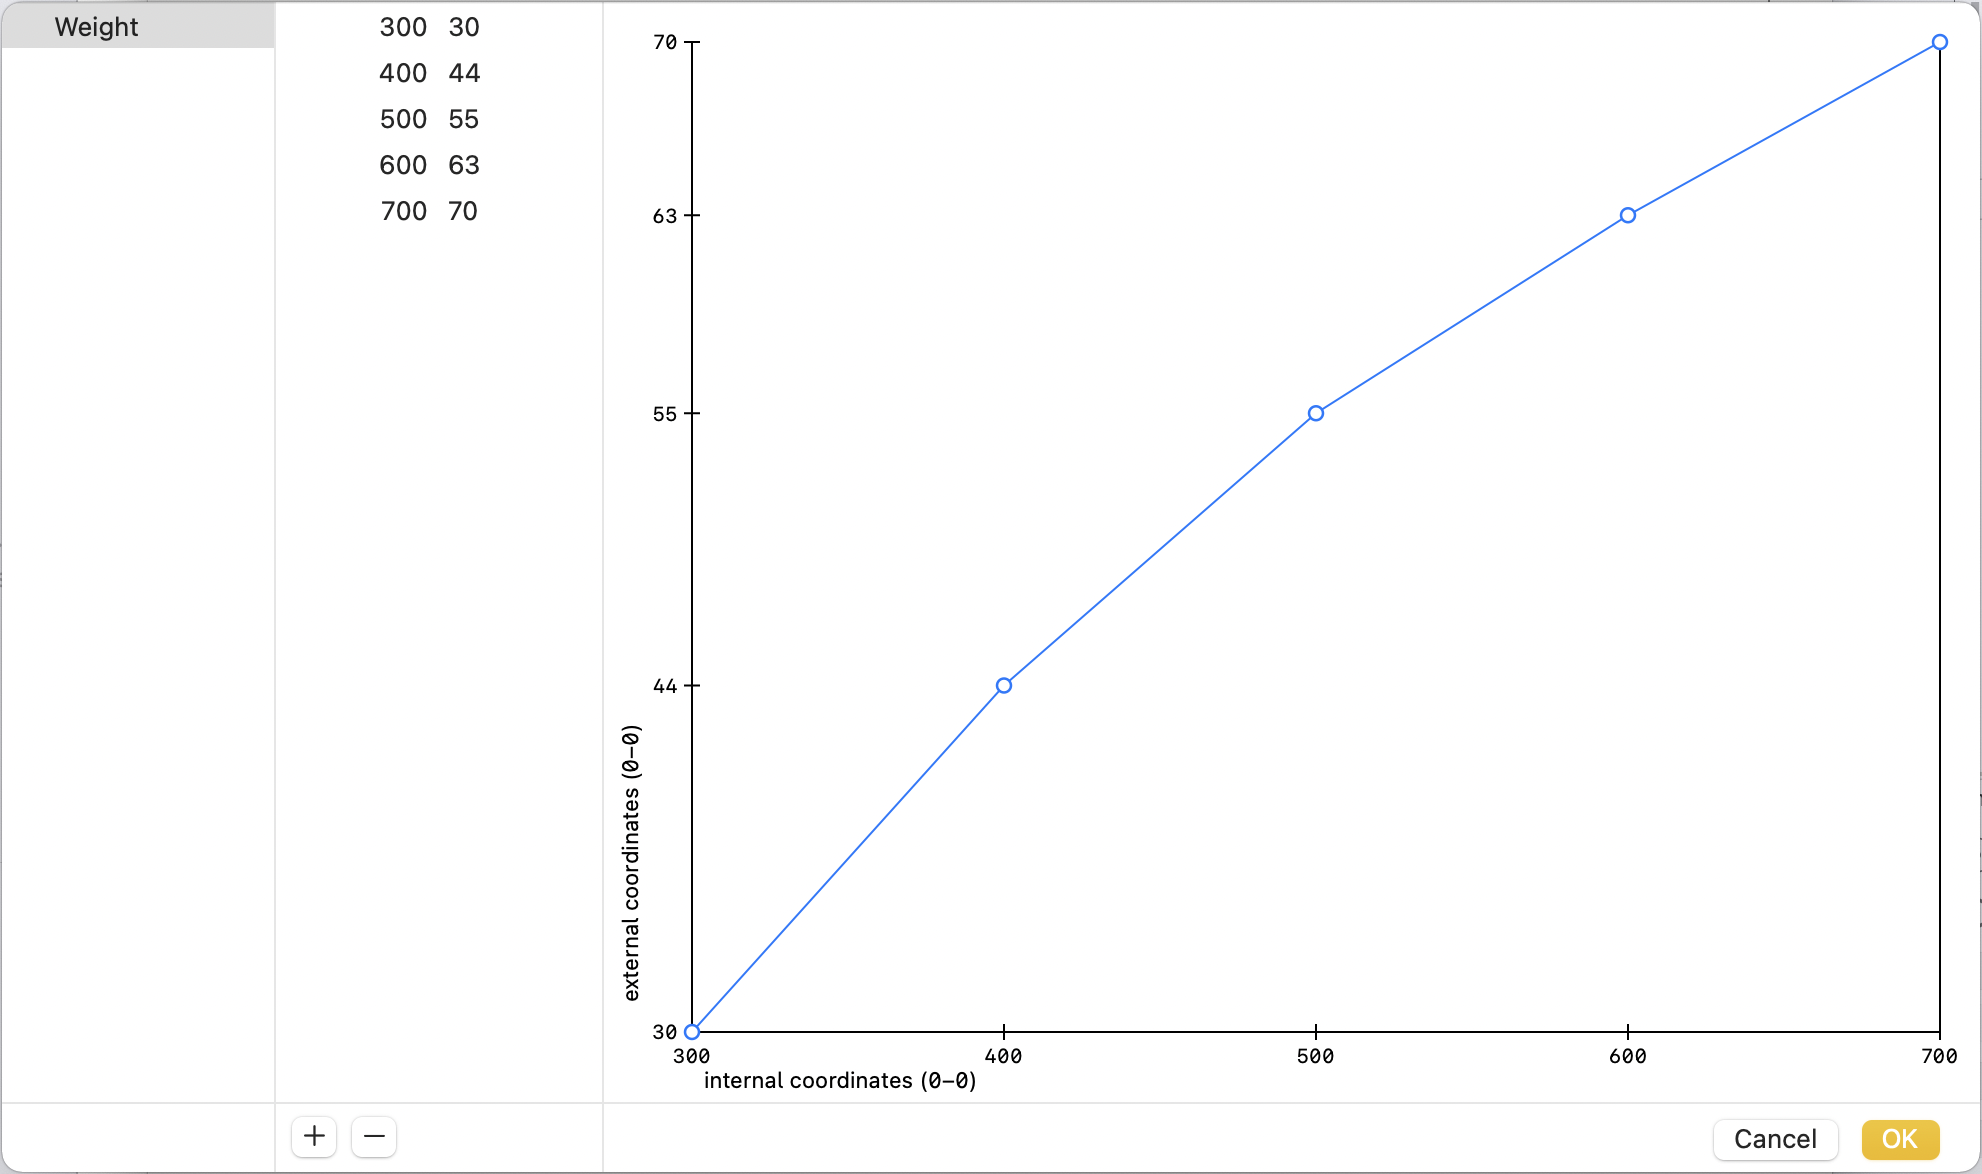 Weight
300 30
400 44
500 55
600 63
700 70
70
63
55
44
30
external coordinates (0–0)
300 400 500 600 700
internal coordinates (0–0)
+ −
Cancel OK